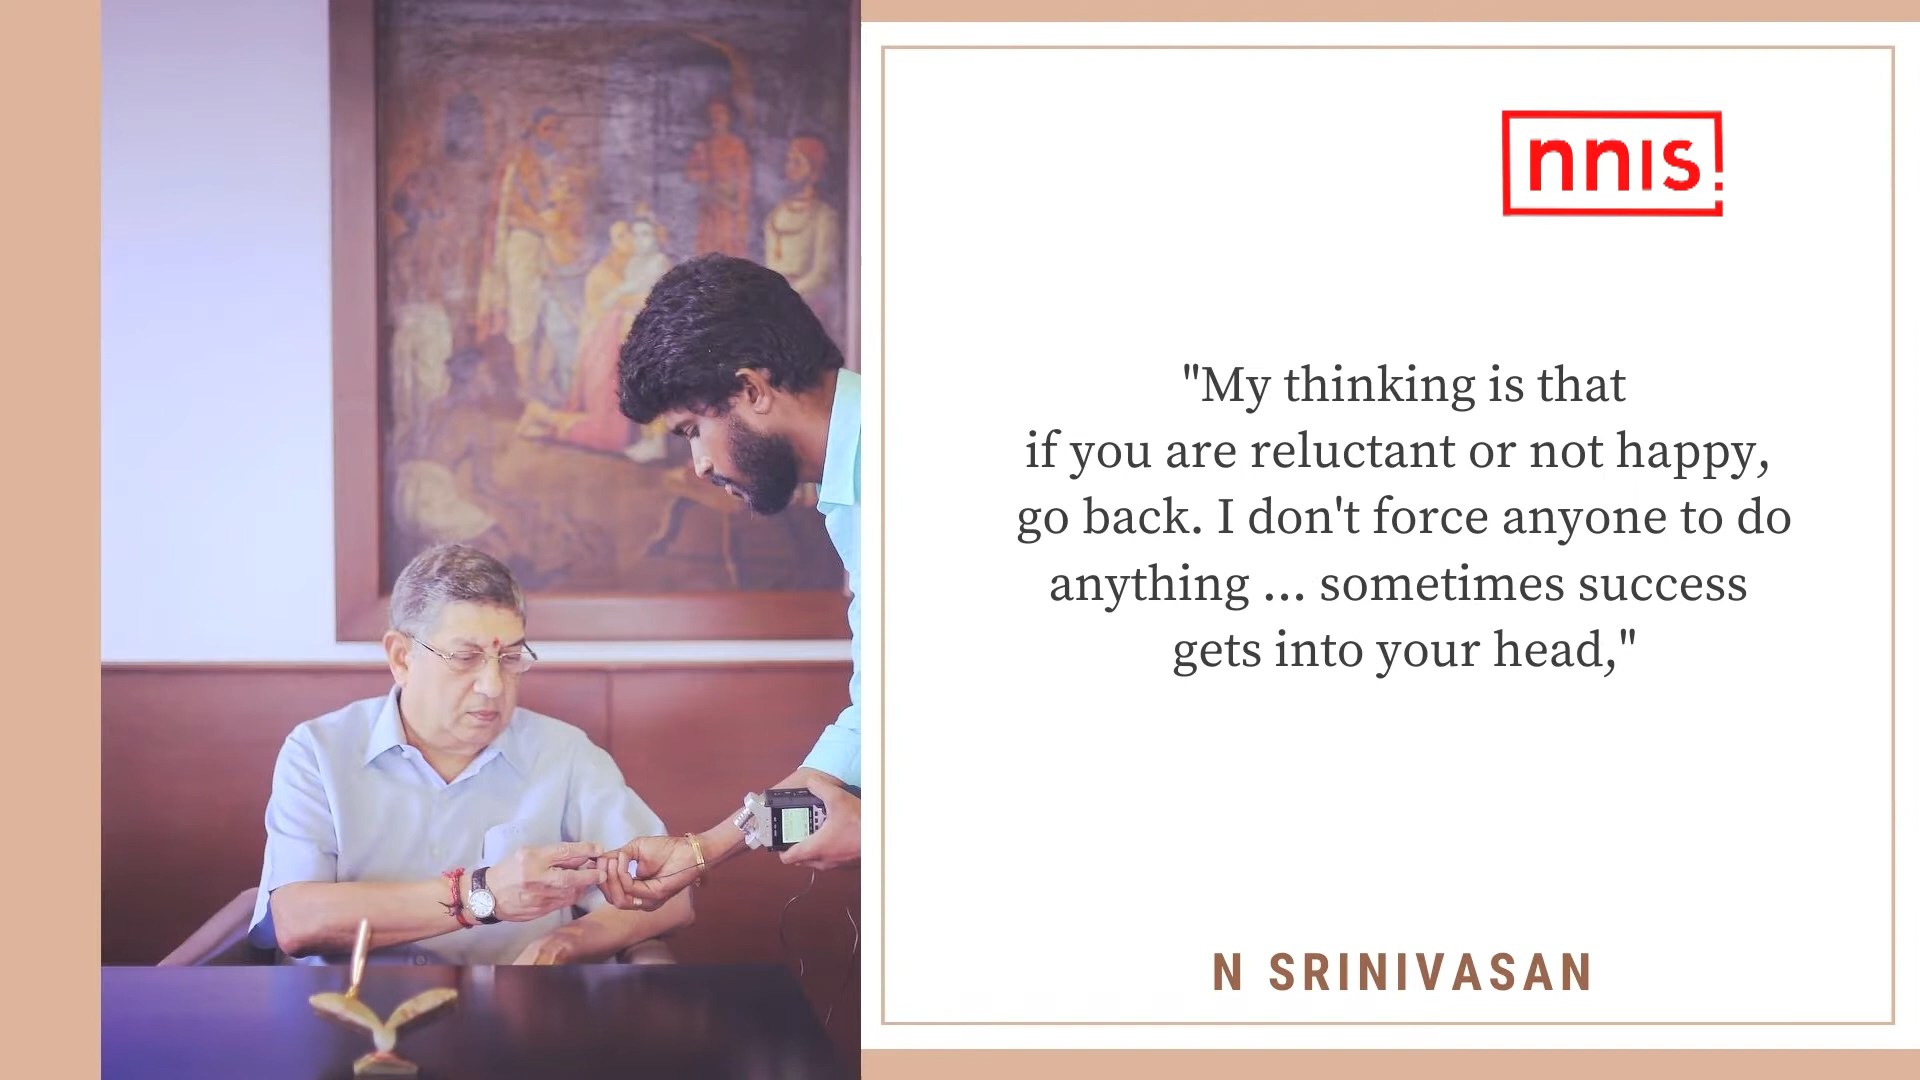 nnis!
"My thinking is that
if you are reluctant or not happy,
go back. I don't force anyone to do
anything ... sometimes success
gets into your head,"
N SRINIVASAN